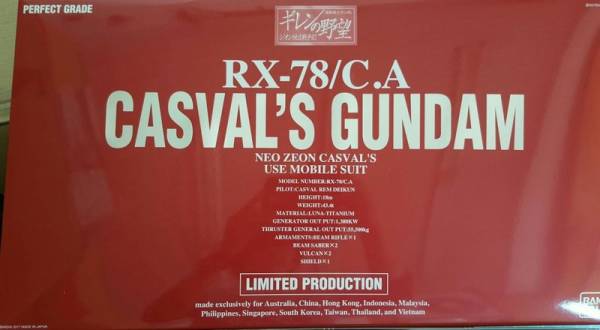 PERFECT GRADE
ギレンの野望
RX-78/C.A
CASVAL'S GUNDAM
NEO ZEON CASVAL'S
USE MOBILE SUIT
MODEL NUMBER:RX-78/C.A
PILOT:CASVAL REM DEIKUN
HEIGHT:18m
WEIGHT:43.4t
MATERIAL:LUNA-TITANIUM
GENERATOR OUT PUT:1,380KW
THRUSTER GENERAL OUT PUT:55,500kg
ARMAMENTS:BEAM RIFLE×1
BEAM SABER×2
VULCAN×2
SHIELD×1
LIMITED PRODUCTION
made exclusively for Australia, China, Hong Kong, Indonesia, Malaysia,
Philippines, Singapore, South Korea, Taiwan, Thailand, and Vietnam
BAN